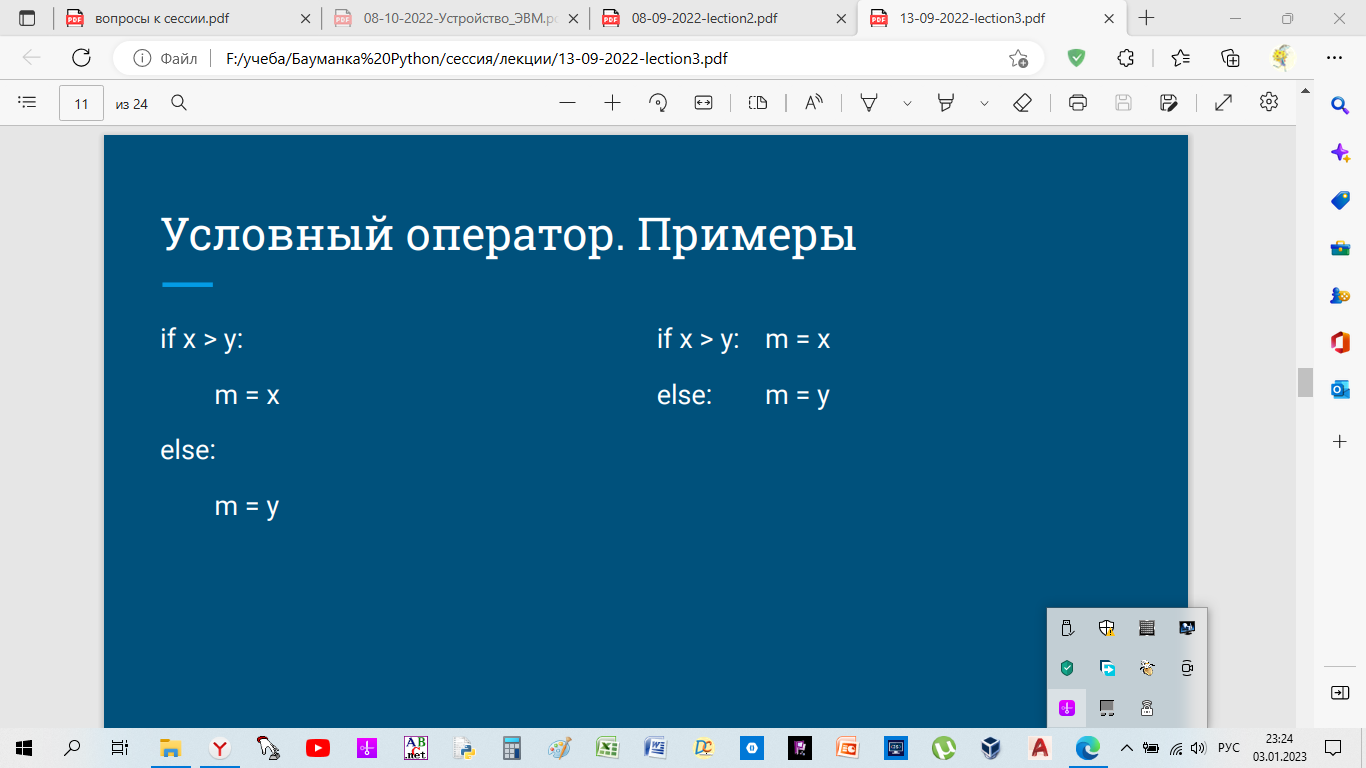 вопросы к сессии.pdf
08-10-2022-Устройство_ЭВМ.pd
08-09-2022-lection2.pdf
13-09-2022-lection3.pdf
Файл
F:/учеба/Бауманка%20Python/сессия/лекции/13-09-2022-lection3.pdf
11 из 24
Условный оператор. Примеры
if x > y:
m = x
else:
m = y
if x > y: m = x
else: m = y
РУС
23:24
03.01.2023